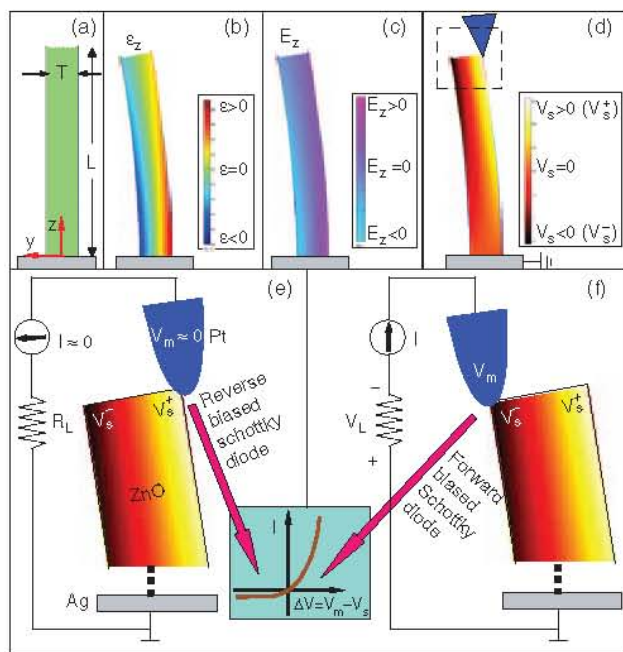 (a)
T
L
z
y
(b)
εz
ε>0
ε=0
ε<0
(c)
Ez
Ez>0
Ez=0
Ez<0
(d)
Vs>0 (Vs+)
Vs=0
Vs<0 (Vs-)
(e)
I≈0
Vm≈0
Pt
RL
Vs-
Vs+
ZnO
Ag
Reverse
biased
schottky
diode
I
ΔV=Vm-Vs
(f)
I
Vm
−
VL
+
Vs-
Vs+
Forward
biased
Schottky
diode